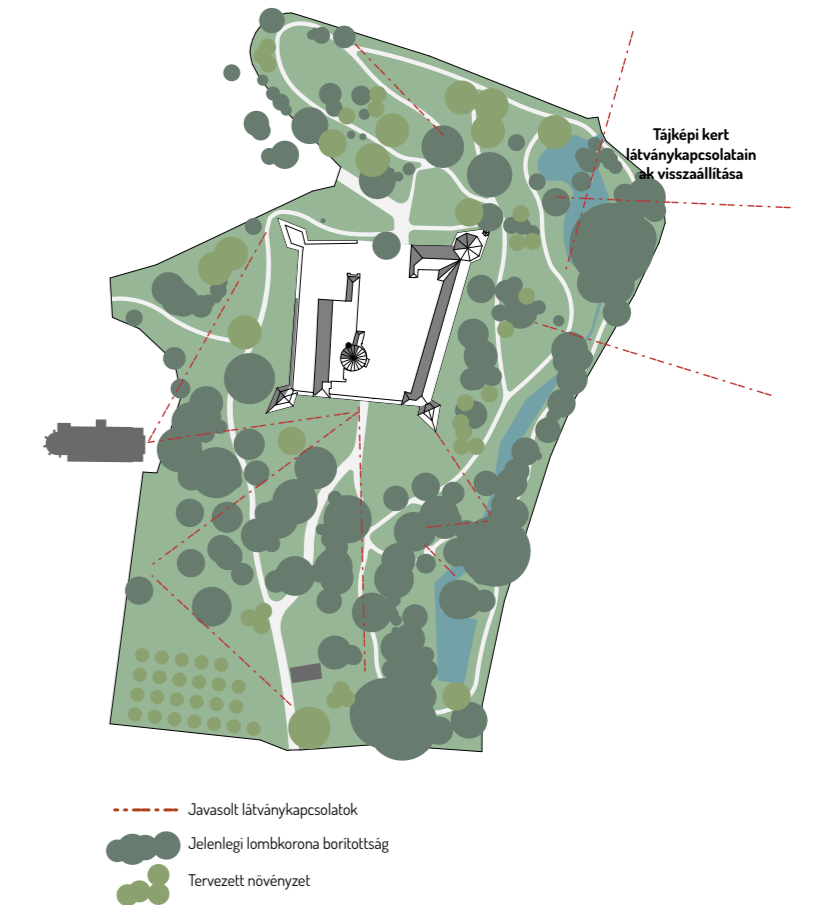 Tájképi kert
látványkapcsolatain
ak visszaállítása
Javasolt látványkapcsolatok
Jelenlegi lombkorona borítottság
Tervezett növényzet